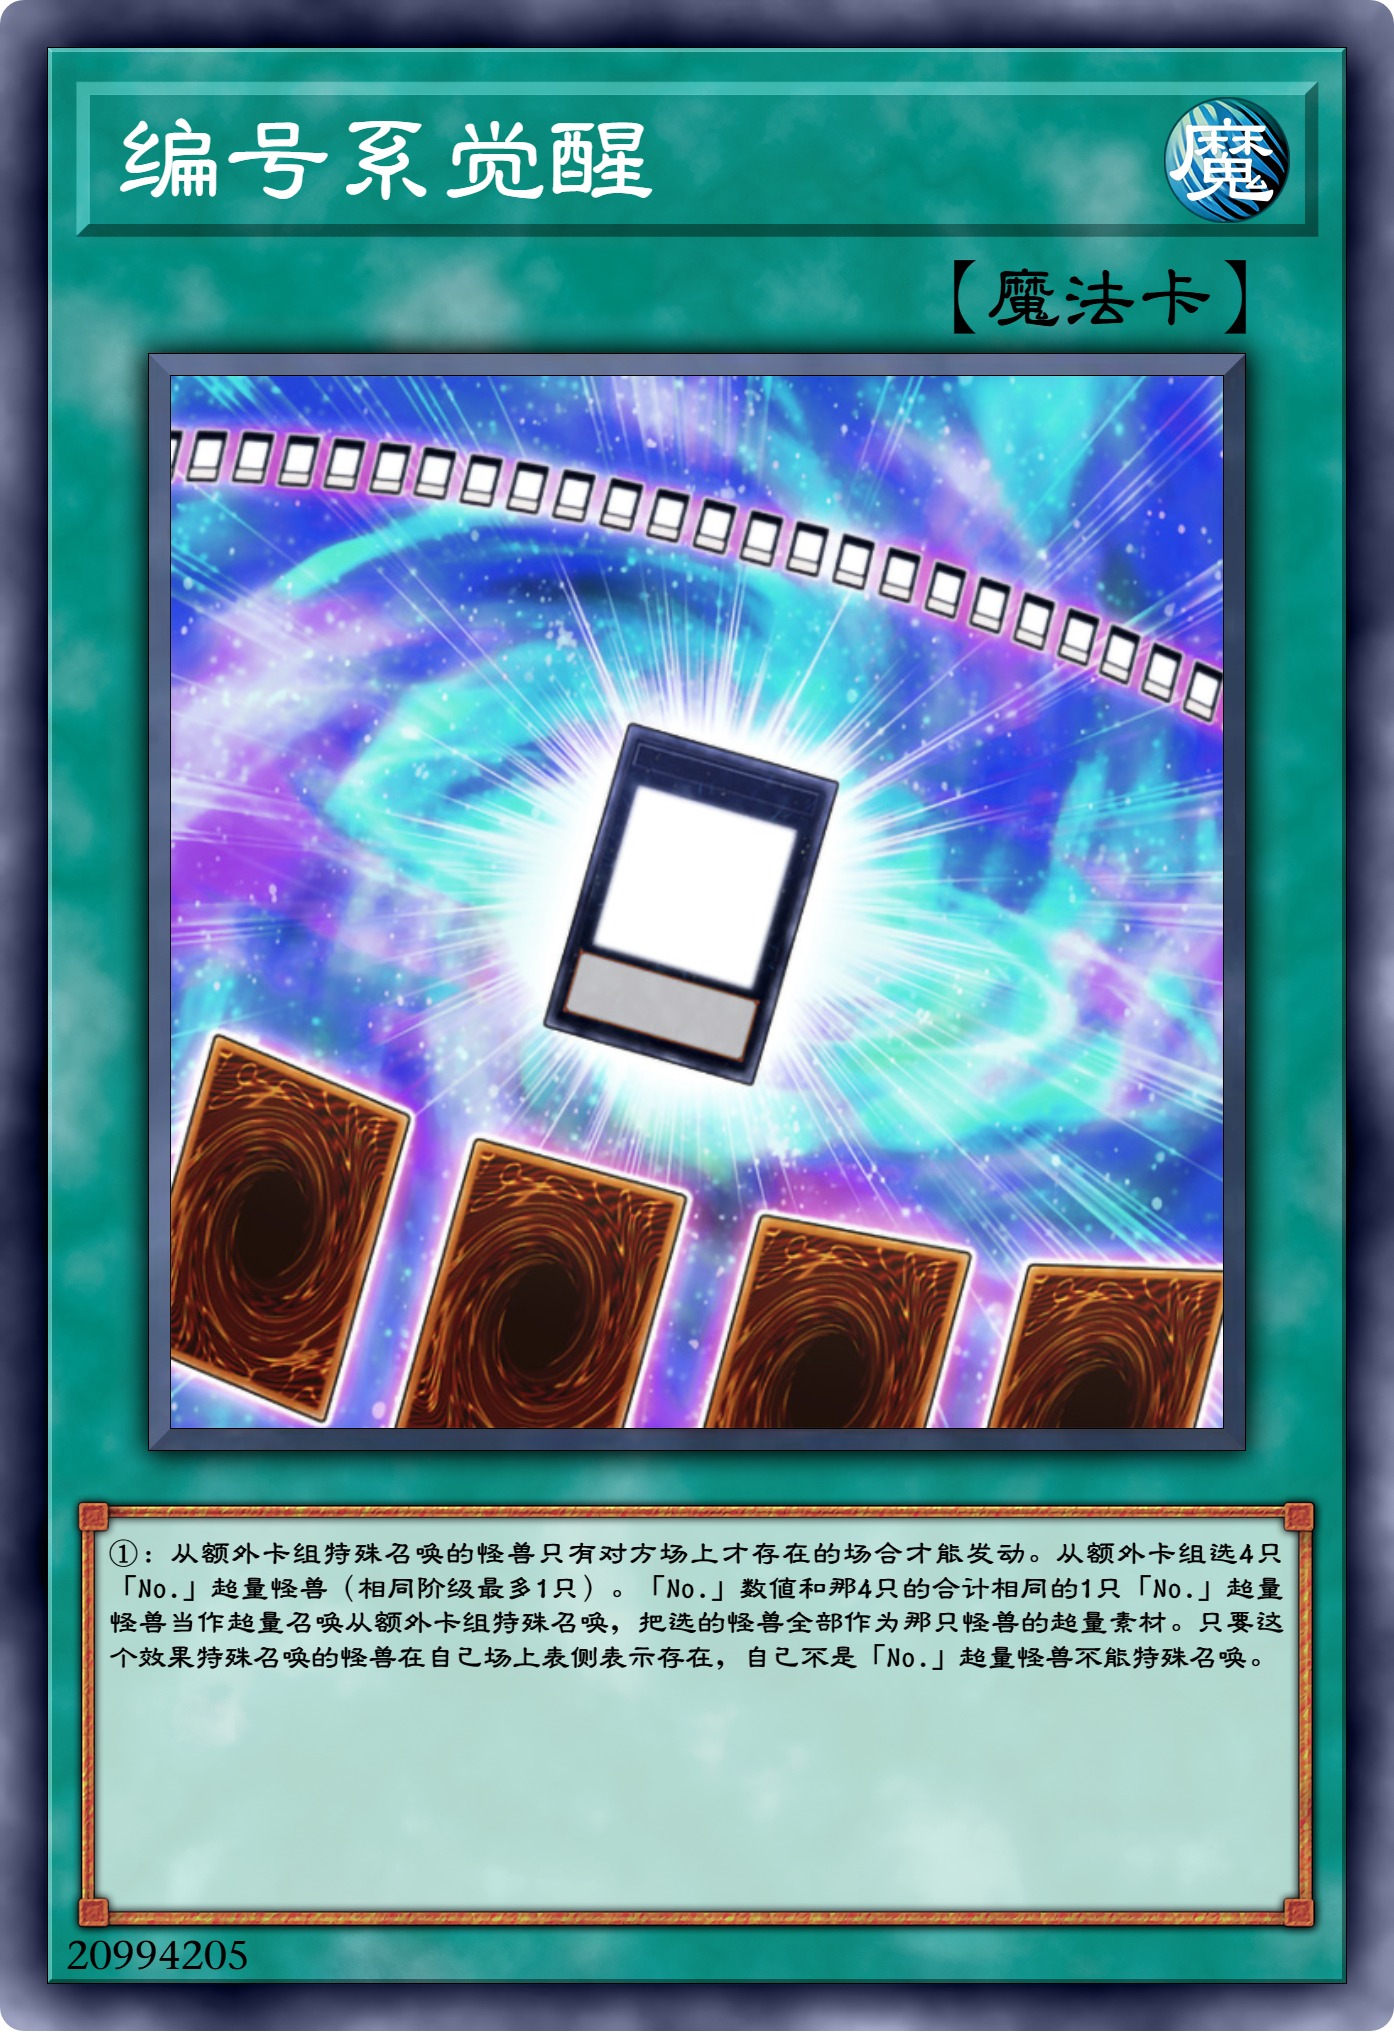 编号系觉醒
魔
【魔法卡】
①：从额外卡组特殊召唤的怪兽只有对方场上才存在的场合才能发动。从额外卡组选4只
「No.」超量怪兽（相同阶级最多1只）。「No.」数值和那4只的合计相同的1只「No.」超量
怪兽当作超量召唤从额外卡组特殊召唤，把选的怪兽全部作为那只怪兽的超量素材。只要这
个效果特殊召唤的怪兽在自己场上表侧表示存在，自己不是「No.」超量怪兽不能特殊召唤。
20994205